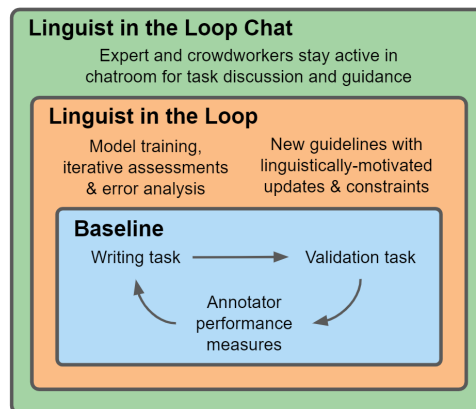 Linguist in the Loop Chat
Expert and crowdworkers stay active in
chatroom for task discussion and guidance
Linguist in the Loop
Model training,
iterative assessments
& error analysis
New guidelines with
linguistically-motivated
updates & constraints
Baseline
Writing task
Validation task
Annotator
performance
measures